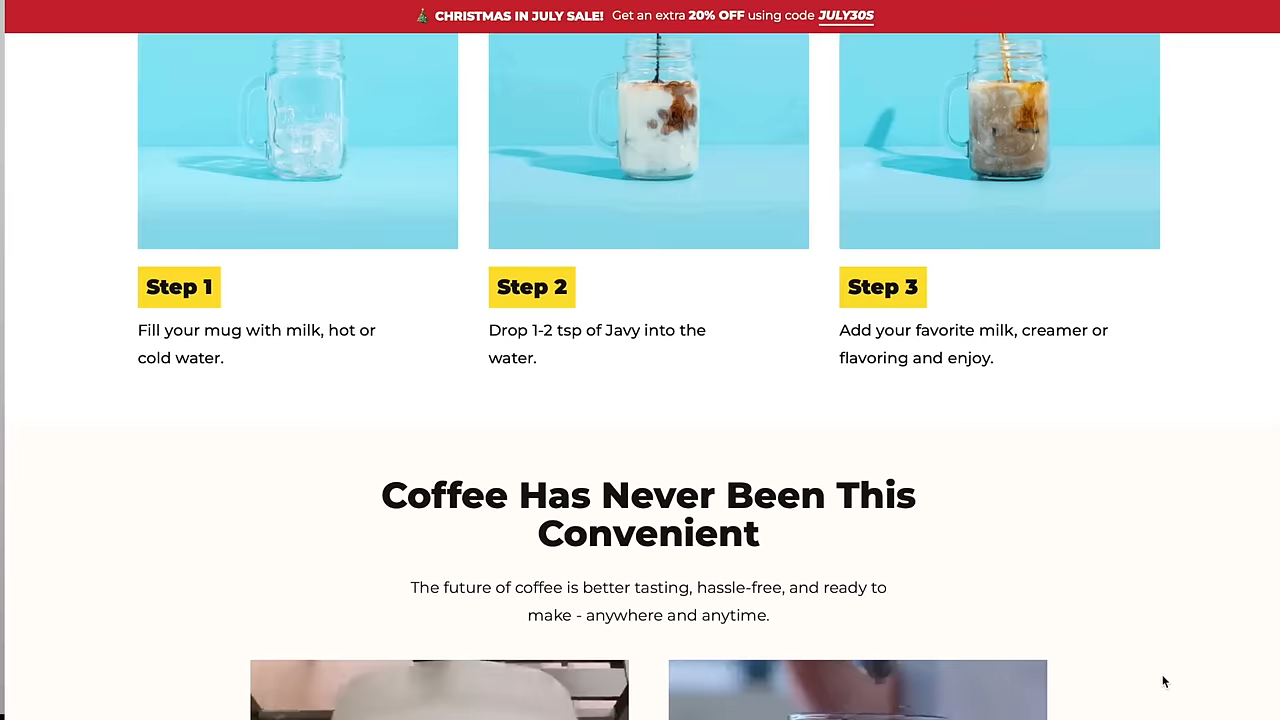 🎄 CHRISTMAS IN JULY SALE! Get an extra 20% OFF using code JULY30S
Step 1
Fill your mug with milk, hot or
cold water.
Step 2
Drop 1-2 tsp of Javy into the
water.
Step 3
Add your favorite milk, creamer or
flavoring and enjoy.
Coffee Has Never Been This
Convenient
The future of coffee is better tasting, hassle-free, and ready to
make - anywhere and anytime.